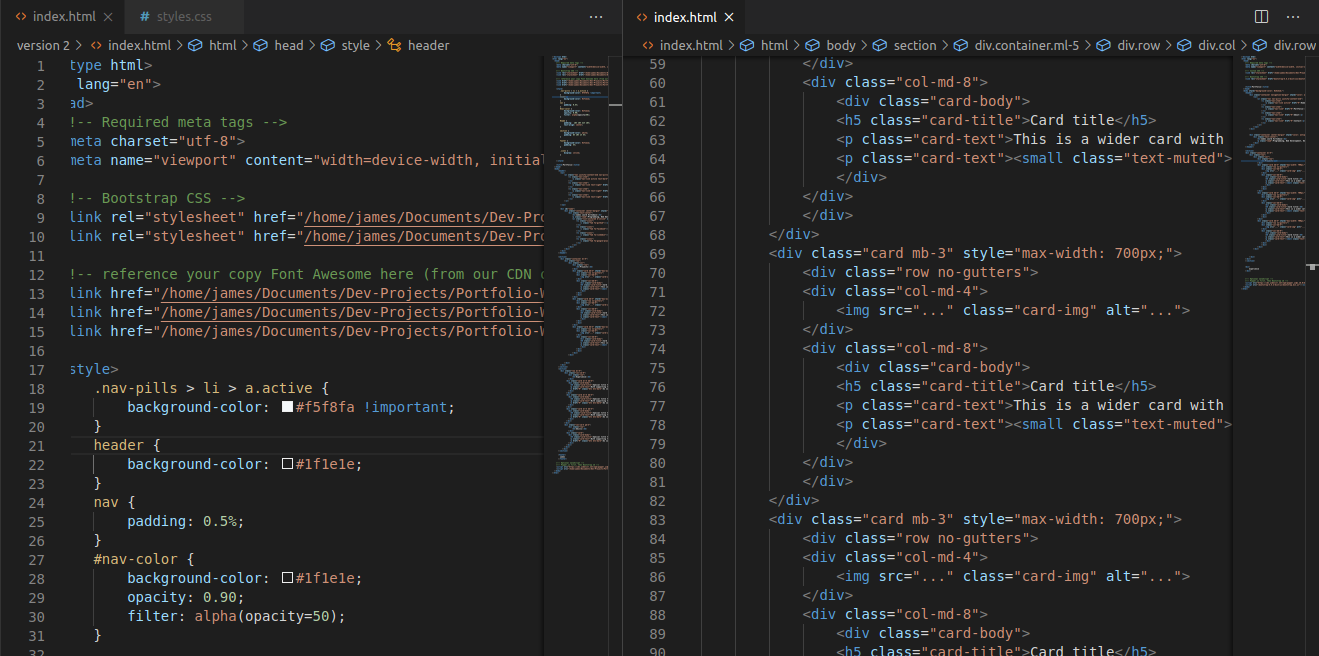 index.html
styles.css
version 2 > index.html > html > head > style > header
1 type html>
2 lang="en">
3 ad>
4 !-- Required meta tags -->
5 meta charset="utf-8">
6 meta name="viewport" content="width=device-width, initial
7
8 !-- Bootstrap CSS -->
9 link rel="stylesheet" href="/home/james/Documents/Dev-Pro
10 link rel="stylesheet" href="/home/james/Documents/Dev-Pro
11
12 !-- reference your copy Font Awesome here (from our CDN
13 link href="/home/james/Documents/Dev-Projects/Portfolio-W
14 link href="/home/james/Documents/Dev-Projects/Portfolio-W
15 link href="/home/james/Documents/Dev-Projects/Portfolio-W
16
17 style>
18 .nav-pills > li > a.active {
19 background-color: #f5f8fa !important;
20 }
21 header {
22 background-color: #1f1e1e;
23 }
24 nav {
25 padding: 0.5%;
26 }
27 #nav-color {
28 background-color: #1f1e1e;
29 opacity: 0.90;
30 filter: alpha(opacity=50);
31 }
32
index.html
index.html > html > body > section > div.container.ml-5 > div.row > div.col > div.row
59 </div>
60 <div class="col-md-8">
61 <div class="card-body">
62 <h5 class="card-title">Card title</h5>
63 <p class="card-text">This is a wider card with
64 <p class="card-text"><small class="text-muted">
65 </div>
66 </div>
67 </div>
68 </div>
69 <div class="card mb-3" style="max-width: 700px;">
70 <div class="row no-gutters">
71 <div class="col-md-4">
72 <img src="..." class="card-img" alt="...">
73 </div>
74 <div class="col-md-8">
75 <div class="card-body">
76 <h5 class="card-title">Card title</h5>
77 <p class="card-text">This is a wider card with
78 <p class="card-text"><small class="text-muted">
79 </div>
80 </div>
81 </div>
82 </div>
83 <div class="card mb-3" style="max-width: 700px;">
84 <div class="row no-gutters">
85 <div class="col-md-4">
86 <img src="..." class="card-img" alt="...">
87 </div>
88 <div class="col-md-8">
89 <div class="card-body">
90 <h5 class="card-title">Card title</h5>